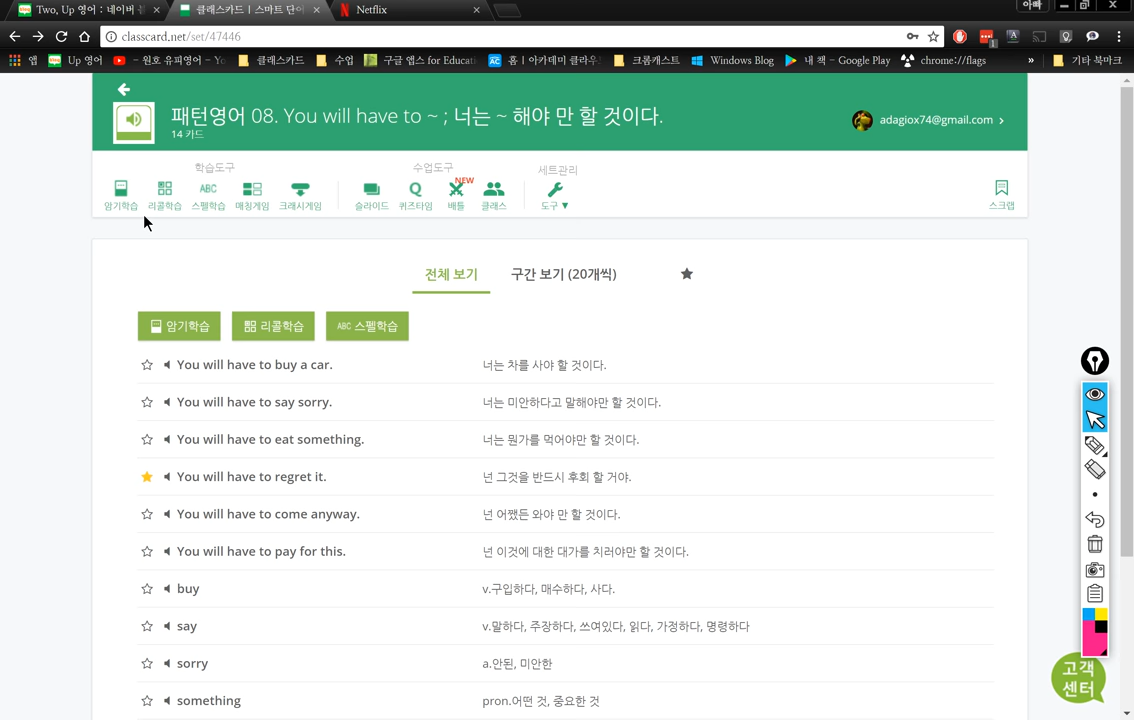 Two, Up 영어 : 네이버 블
클래스카드 | 스마트 단어
Netflix
아빠
classcard.net/set/47446
앱
Up 영어
- 원호 유피영어 - Yo
클래스카드
수업
구글 앱스 for Educati
홈 | 아카데미 클라우
크롬캐스트
Windows Blog
내 책 - Google Play
chrome://flags
»
기타 북마크
패턴영어 08. You will have to ~ ; 너는 ~ 해야 만 할 것이다.
14 카드
adagiox74@gmail.com
학습도구 수업도구 세트관리
NEW
암기학습 리콜학습 스펠학습 매칭게임 크래시게임 슬라이드 퀴즈타임 배틀 클래스 도구 ▼ 스크랩
전체 보기 구간 보기 (20개씩)
암기학습 리콜학습 ABC 스펠학습
You will have to buy a car. 너는 차를 사야 할 것이다.
You will have to say sorry. 너는 미안하다고 말해야만 할 것이다.
You will have to eat something. 너는 뭔가를 먹어야만 할 것이다.
You will have to regret it. 넌 그것을 반드시 후회 할 거야.
You will have to come anyway. 넌 어쨌든 와야 만 할 것이다.
You will have to pay for this. 넌 이것에 대한 대가를 치러야만 할 것이다.
buy v.구입하다, 매수하다, 사다.
say v.말하다, 주장하다, 쓰여있다, 읽다, 가정하다, 명령하다
sorry a.안된, 미안한
something pron.어떤 것, 중요한 것
고객
센터